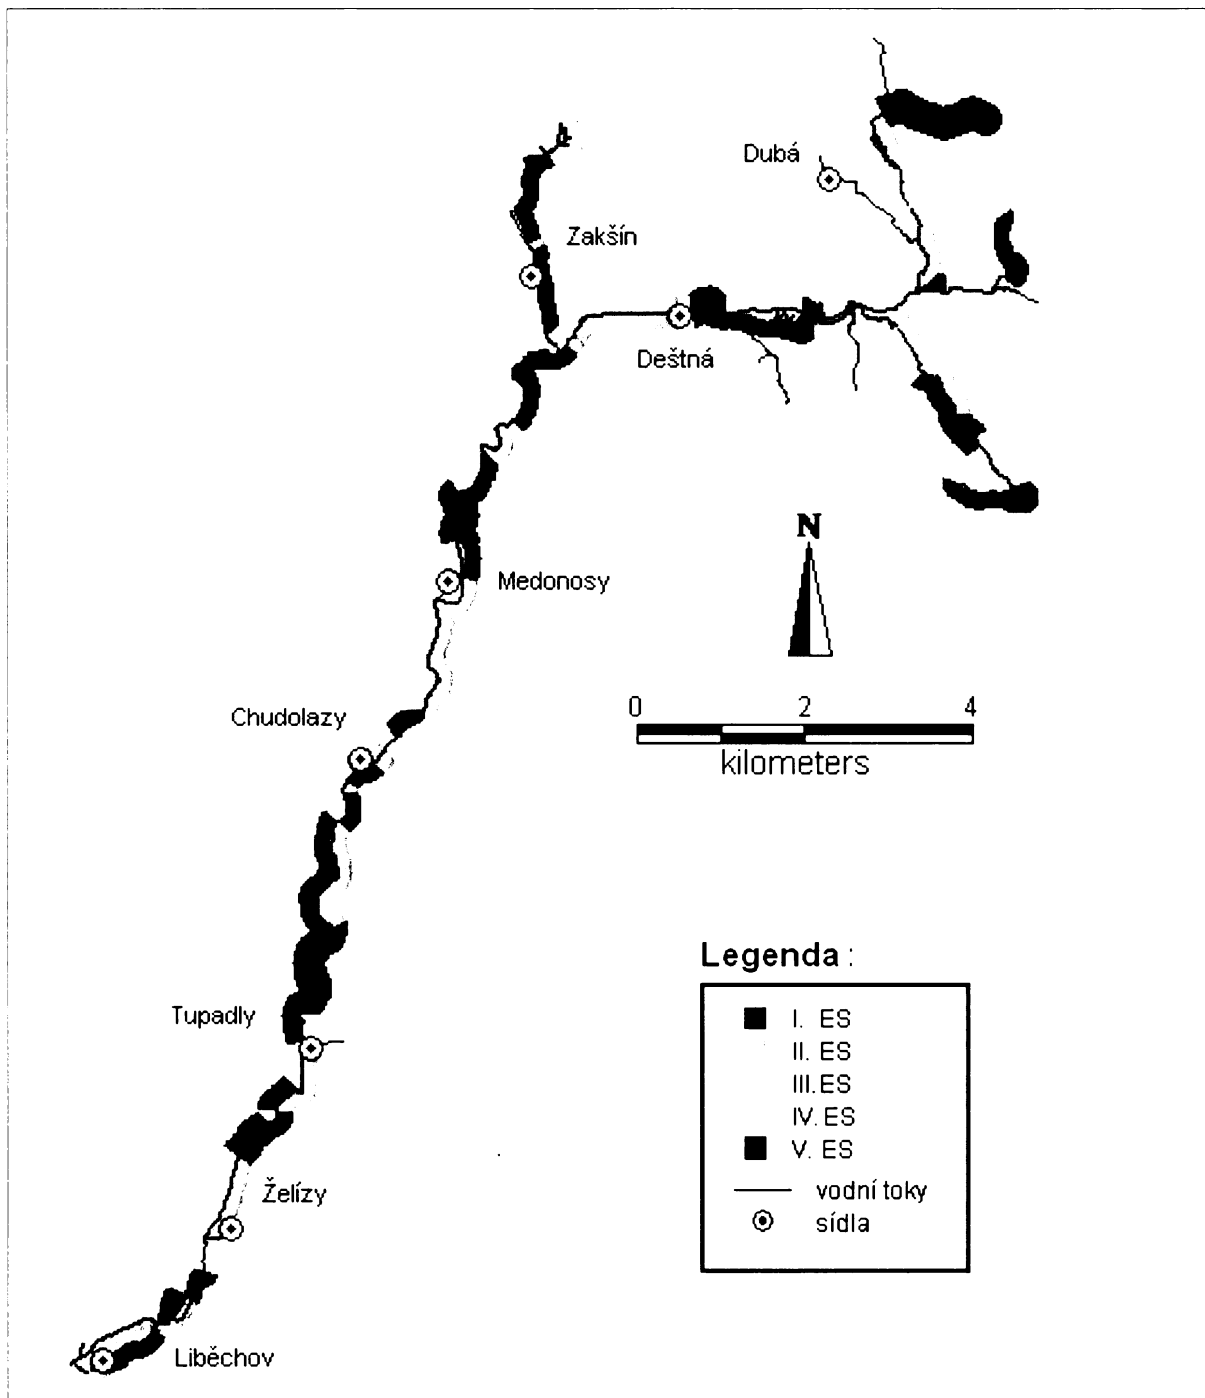 Dubá
Zakšín
Deštná
N
Medonosy
0 2 4
kilometers
Chudolazy
Legenda :
I. ES
II. ES
III. ES
IV. ES
V. ES
vodní toky
sídla
Tupadly
Želízy
Liběchov